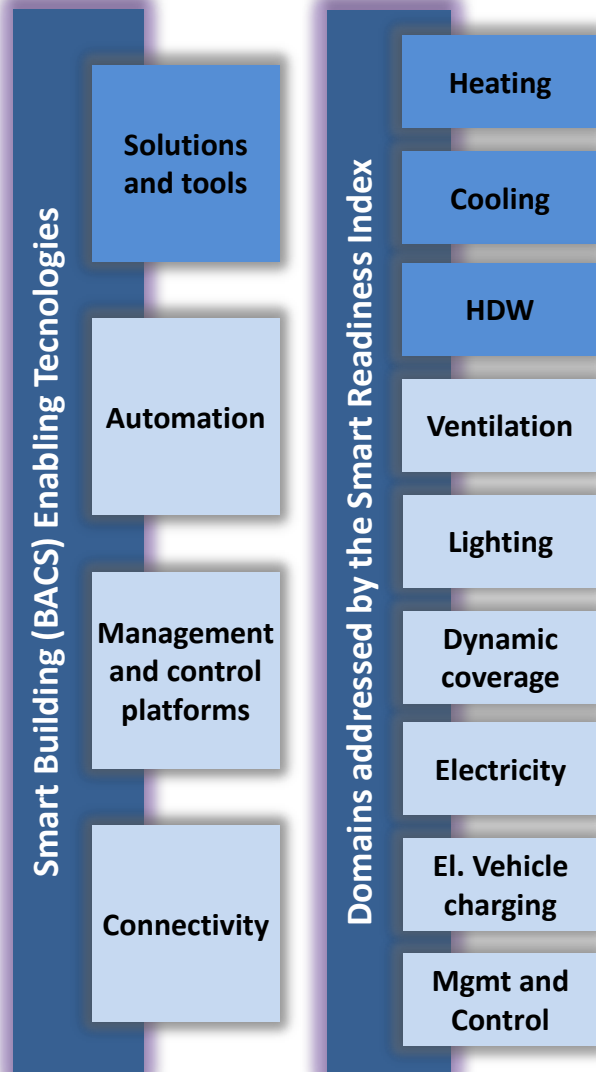 Smart Building (BACS) Enabling Tecnologies
Solutions
and tools
Automation
Management
and control
platforms
Connectivity
Domains addressed by the Smart Readiness Index
Heating
Cooling
HDW
Ventilation
Lighting
Dynamic
coverage
Electricity
El. Vehicle
charging
Mgmt and
Control